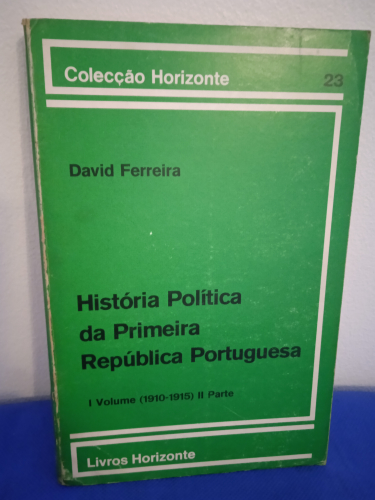 Colecção Horizonte 23
David Ferreira
História Política
da Primeira
República Portuguesa
I Volume (1910-1915) II Parte
Livros Horizonte